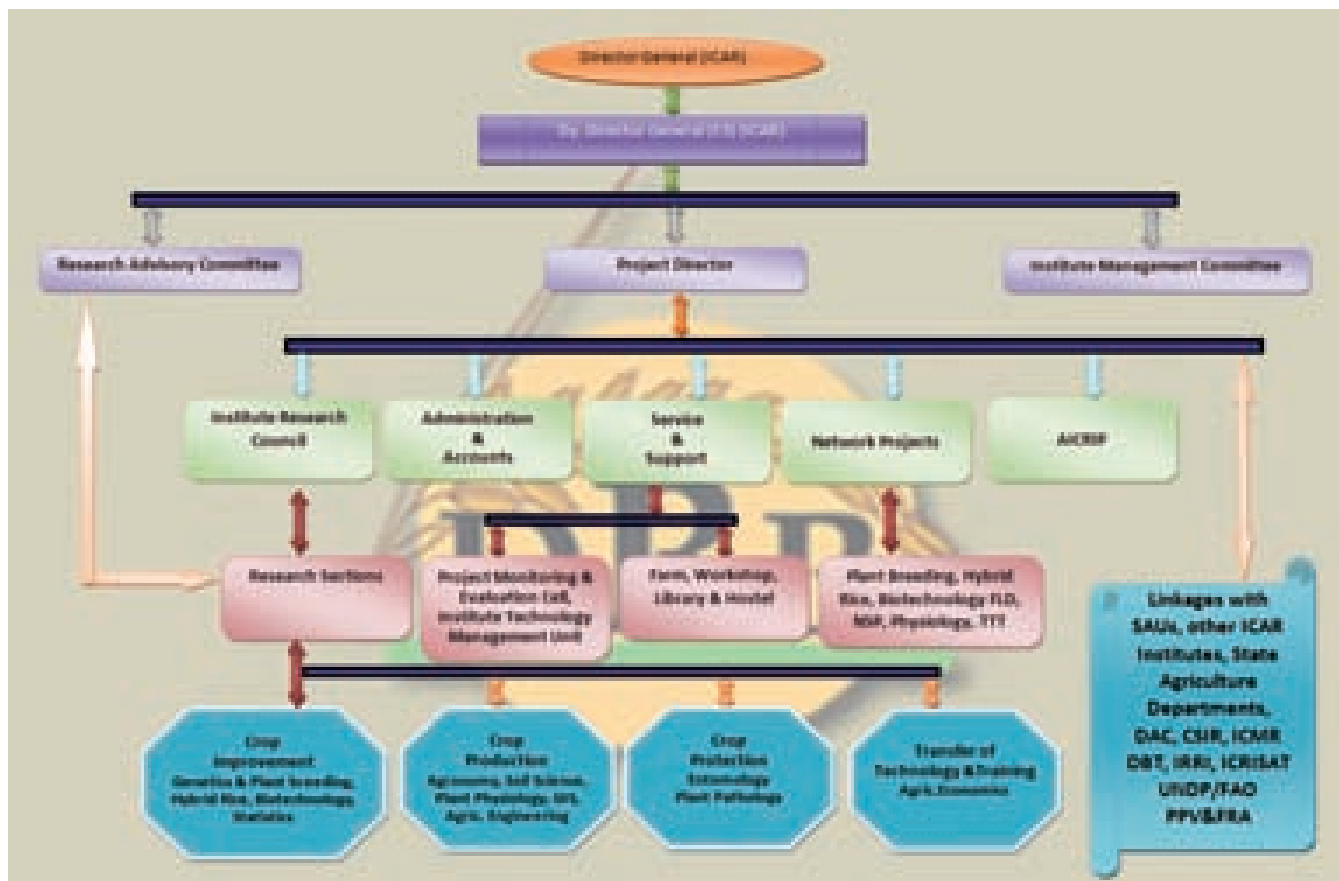 Director General (ICAR)
Dy. Director General (CS) (ICAR)
Research Advisory Committee
Project Director
Institute Management Committee
Institute Research
Council
Administration
&
Accounts
Service
&
Support
Network Projects
AICRIP
Research Sections
Project Monitoring &
Evaluation Cell,
Institute Technology
Management Unit
Farm, Workshop,
Library & Hostel
Plant Breeding, Hybrid
Rice, Biotechnology FLD,
Physiology, TTT
Crop
Improvement
Genetics & Plant Breeding,
Hybrid Rice, Biotechnology,
Statistics
Crop
Production
Agronomy, Soil Science,
Plant Physiology,
Agric. Engineering
Crop
Protection
Entomology
Plant Pathology
Transfer of
Technology & Training
Agric. Economics
Linkages with
SAUs, other ICAR
Institutes, State
Agriculture
Departments,
DAC, CSIR, ICMR
DBT, IRRI, ICRISAT
UNDP/FAO
PPV&FRA
DRR